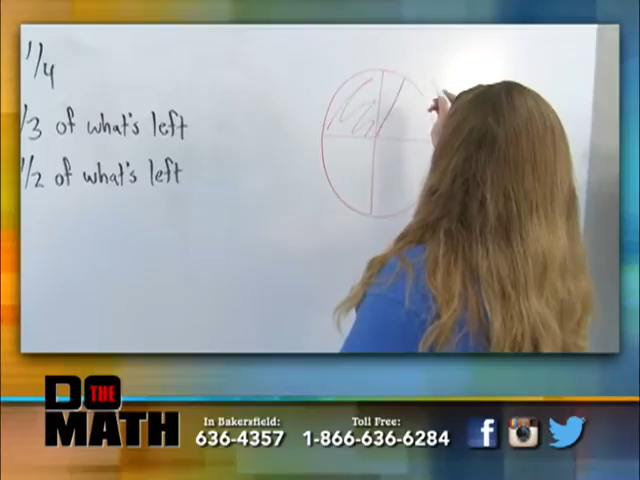 1/4
1/3 of what's left
1/2 of what's left
DO THE MATH
In Bakersfield:
636-4357
Toll Free:
1-866-636-6284